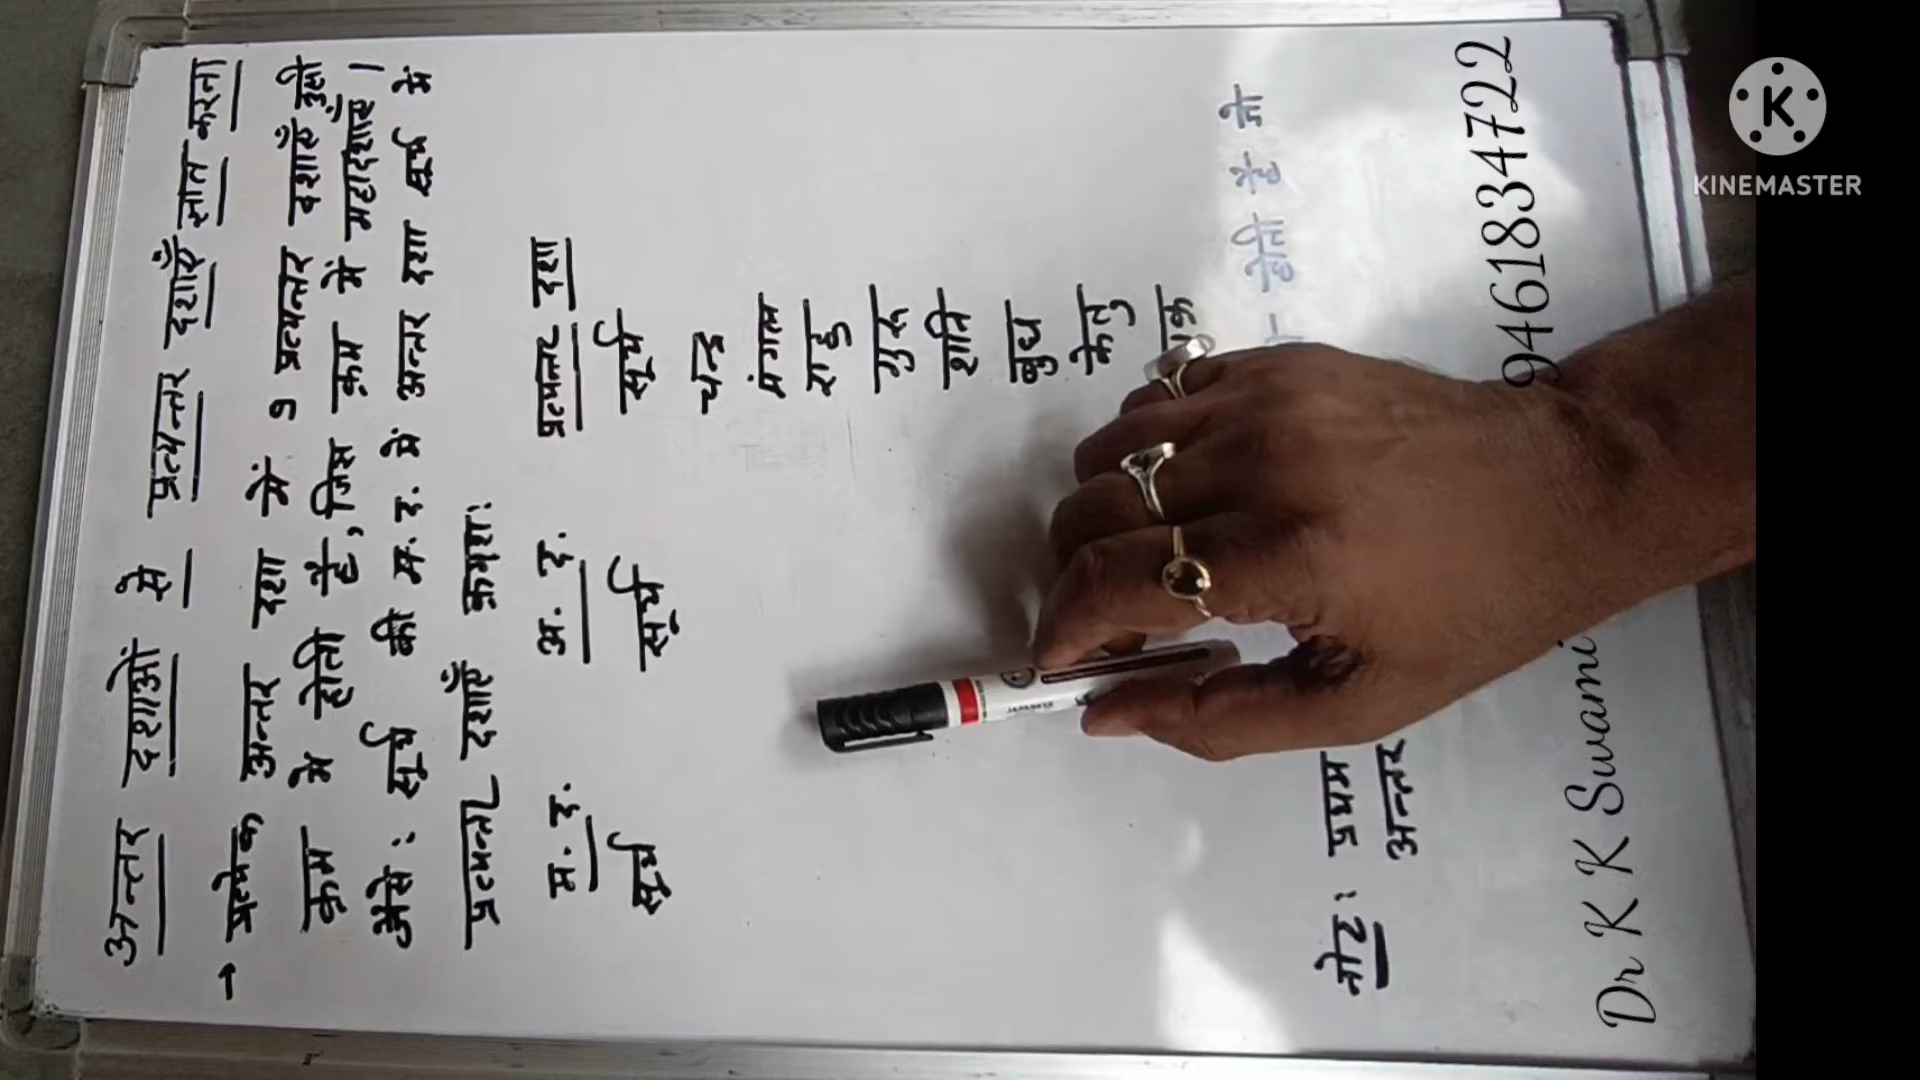 अन्तर दशाओं से प्रत्यन्तर दशाएँ ज्ञात करना
→ प्रत्येक अन्तर दशा में 9 प्रत्यन्तर दशाएँ उसी
क्रम मे होती है, जिस क्रम में महादशाएँ।
जैसे : सूर्य की म. द. में अन्तर दशा सूर्य में
प्रत्यन्तर दशाएँ क्रमश:
म. द. अ. द. प्रत्यन्तर दशा
सूर्य सूर्य सूर्य
चन्द्र
मंगल
राहु
गुरू
शनि
बुध
केतु
होती है जो
नोट : प्रथम
अन्तर
Dr K K Swami 9461834722
K
KINEMASTER